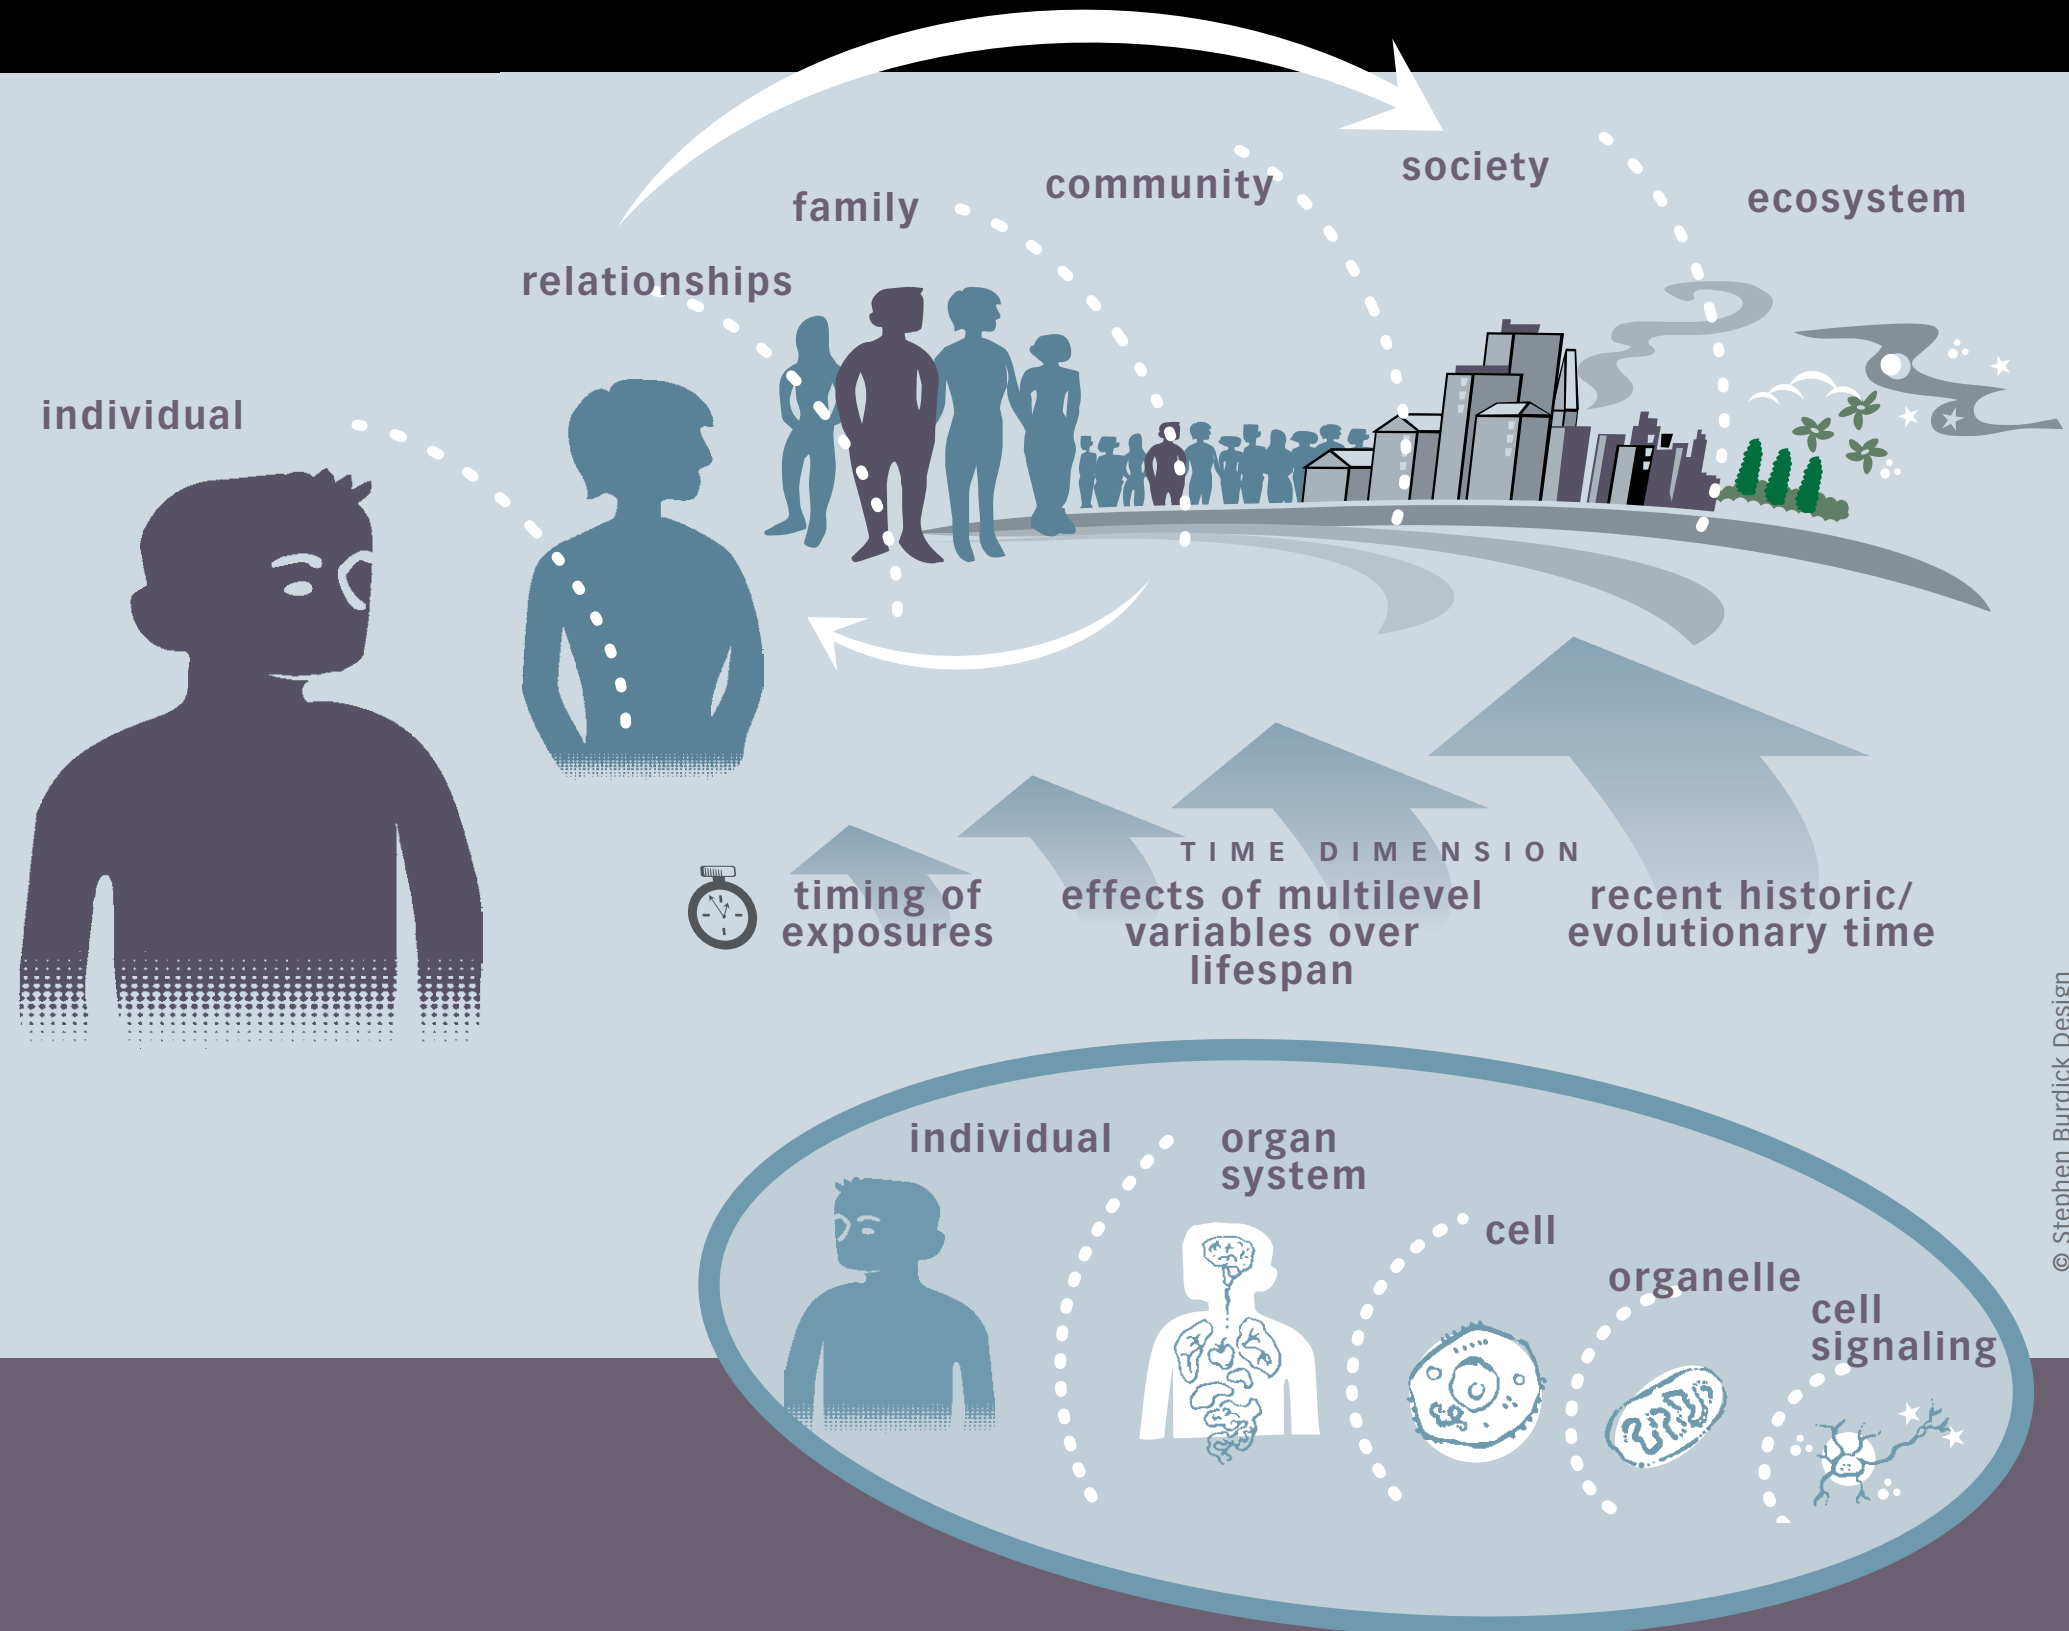 society
community
ecosystem
family
relationships
individual
TIME DIMENSION
timing of
exposures
effects of multilevel
variables over
lifespan
recent historic/
evolutionary time
individual
organ
system
cell
organelle
cell
signaling
© Stephen Burdick Design